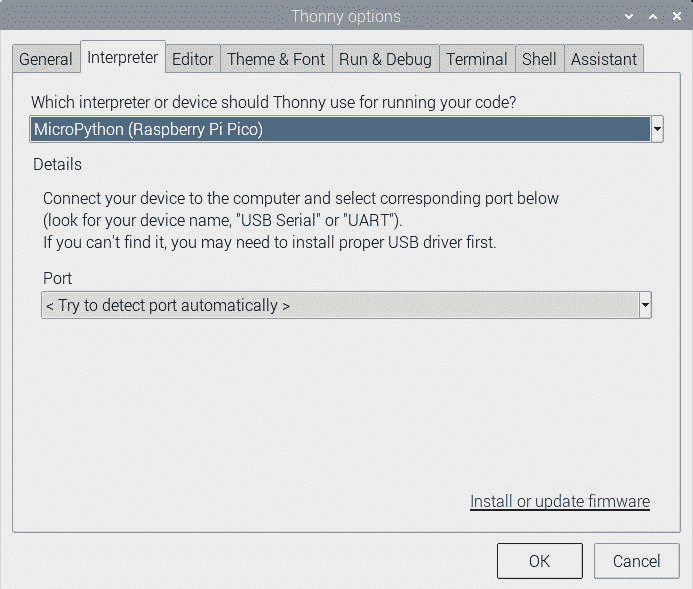 Thonny options
General Interpreter Editor Theme & Font Run & Debug Terminal Shell Assistant
Which interpreter or device should Thonny use for running your code?
MicroPython (Raspberry Pi Pico)
Details
Connect your device to the computer and select corresponding port below
(look for your device name, "USB Serial" or "UART").
If you can't find it, you may need to install proper USB driver first.
Port
< Try to detect port automatically >
Install or update firmware
OK Cancel